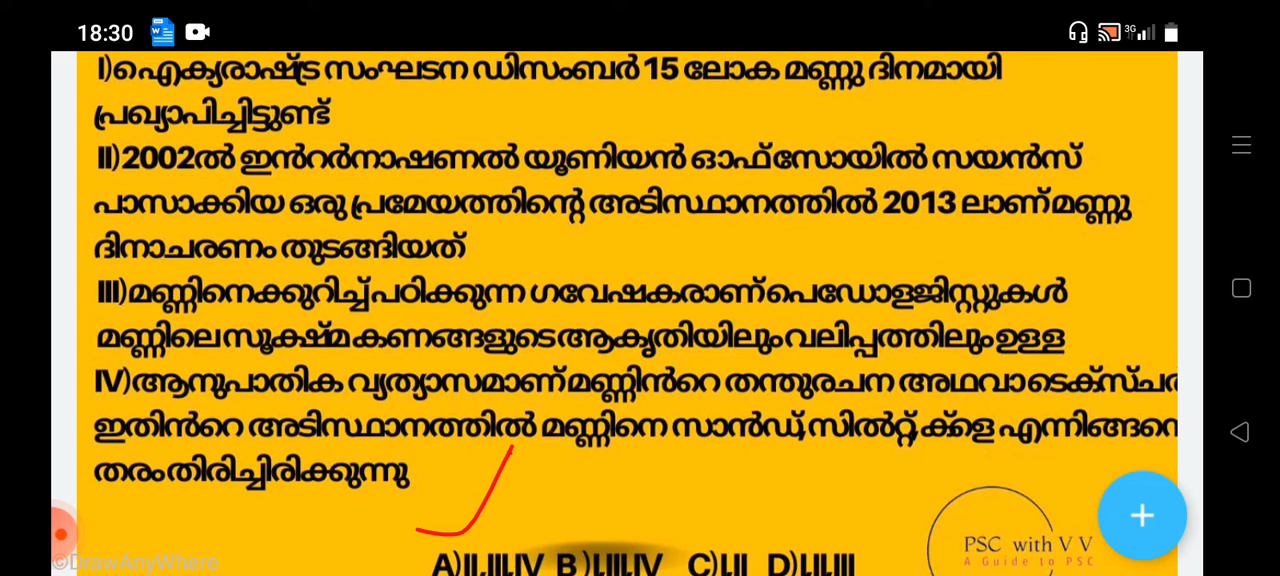 18:30
3G
I)ഐക്യരാഷ്ട്ര സംഘടന ഡിസംബർ 15 ലോക മണ്ണു ദിനമായി
പ്രഖ്യാപിച്ചിട്ടുണ്ട്
II)2002ൽ ഇൻറർനാഷണൽ യൂണിയൻ ഓഫ് സോയിൽ സയൻസ്
പാസാക്കിയ ഒരു പ്രമേയത്തിന്റെ അടിസ്ഥാനത്തിൽ 2013 ലാണ് മണ്ണു
ദിനാചരണം തുടങ്ങിയത്
III)മണ്ണിനെക്കുറിച്ച് പഠിക്കുന്ന ഗവേഷകരാണ് പെഡോളജിസ്റ്റുകൾ
മണ്ണിലെ സൂക്ഷ്മ കണങ്ങളുടെ ആകൃതിയിലും വലിപ്പത്തിലും ഉള്ള
IV)ആനുപാതിക വ്യത്യാസമാണ് മണ്ണിൻറെ തന്തുരചന അഥവാ ടെക്സ്ചർ
ഇതിൻറെ അടിസ്ഥാനത്തിൽ മണ്ണിനെ സാൻഡ്,സിൽറ്റ്,ക്ക്ളെ എന്നിങ്ങനെ
തരംതിരിച്ചിരിക്കുന്നു
PSC with V V
A Guide to PSC
©DrawAnyWhere
A)II,III,IV B)I,III,IV C)I,II D)I,II,III